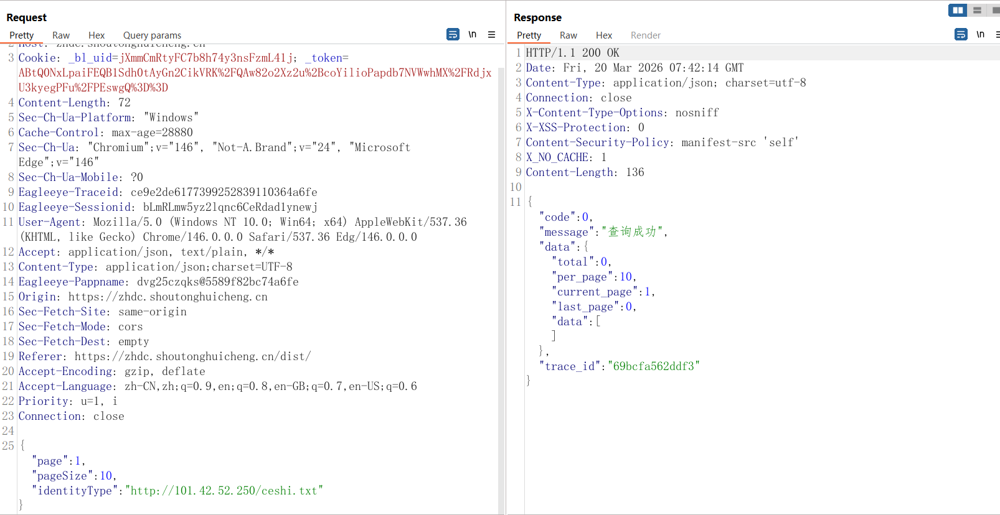 Request
Pretty Raw Hex Query params \n
2 Host: zhdc.shoutonghuicheng.cn
3 Cookie: _bl_uid=jXmmCmRtyFC7b8h74y3nsFzmL41j; _token=
ABtQ0NxLpaiFEQB1Sdh0tAyGn2CikVRK%2FQAw82o2Xz2u%2BcoYilioPapdb7NVWwhMX%2FRdjx
U3kyegPFu%2FPEswgQ%3D%3D
4 Content-Length: 72
5 Sec-Ch-Ua-Platform: "Windows"
6 Cache-Control: max-age=28880
7 Sec-Ch-Ua: "Chromium";v="146", "Not-A.Brand";v="24", "Microsoft
Edge";v="146"
8 Sec-Ch-Ua-Mobile: ?0
9 Eagleeye-Traceid: ce9e2de6177399252839110364a6fe
10 Eagleeye-Sessionid: bLmRLmw5yz2lqnc6CeRdad1ynewj
11 User-Agent: Mozilla/5.0 (Windows NT 10.0; Win64; x64) AppleWebKit/537.36
(KHTML, like Gecko) Chrome/146.0.0.0 Safari/537.36 Edg/146.0.0.0
12 Accept: application/json, text/plain, */*
13 Content-Type: application/json;charset=UTF-8
14 Eagleeye-Pappname: dvg25czqks@5589f82bc74a6fe
15 Origin: https://zhdc.shoutonghuicheng.cn
16 Sec-Fetch-Site: same-origin
17 Sec-Fetch-Mode: cors
18 Sec-Fetch-Dest: empty
19 Referer: https://zhdc.shoutonghuicheng.cn/dist/
20 Accept-Encoding: gzip, deflate
21 Accept-Language: zh-CN,zh;q=0.9,en;q=0.8,en-GB;q=0.7,en-US;q=0.6
22 Priority: u=1, i
23 Connection: close
24
25 {
"page":1,
"pageSize":10,
"identityType":"http://101.42.52.250/ceshi.txt"
}
Response
Pretty Raw Hex Render \n
1 HTTP/1.1 200 OK
2 Date: Fri, 20 Mar 2026 07:42:14 GMT
3 Content-Type: application/json; charset=utf-8
4 Connection: close
5 X-Content-Type-Options: nosniff
6 X-XSS-Protection: 0
7 Content-Security-Policy: manifest-src 'self'
8 X_NO_CACHE: 1
9 Content-Length: 136
10
11 {
"code":0,
"message":"查询成功",
"data":{
"total":0,
"per_page":10,
"current_page":1,
"last_page":0,
"data":[
]
},
"trace_id":"69bcfa562ddf3"
}